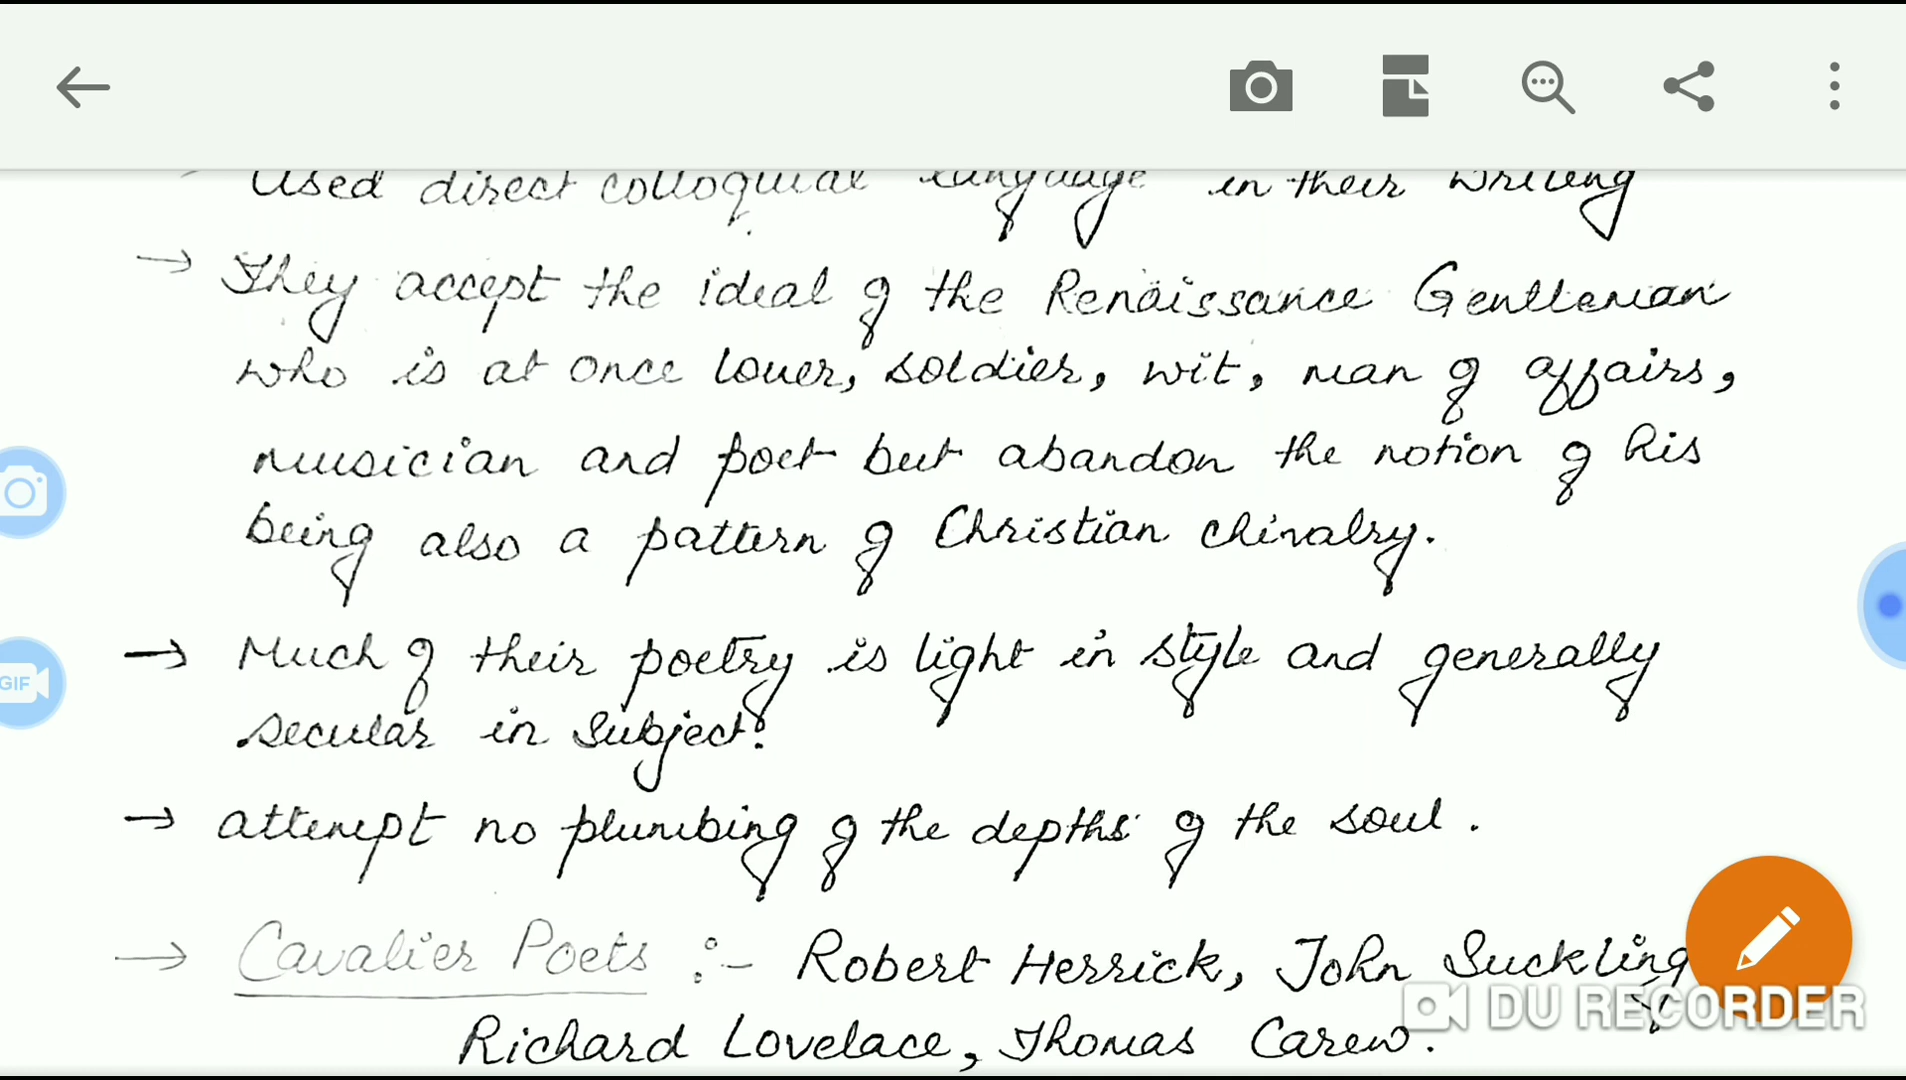 Used direct colloquial language in their writing
→ They accept the ideal of the Renaissance Gentleman
who is at once lover, soldier, wit, man of affairs,
musician and poet but abandon the notion of his
being also a pattern of Christian chivalry.
→ Much of their poetry is light in style and generally
secular in subject.
→ attempt no plumbing of the depths of the soul.
→ Cavalier Poets :- Robert Herrick, John Suckling
Richard Lovelace, Thomas Carew.
GIF
DU RECORDER